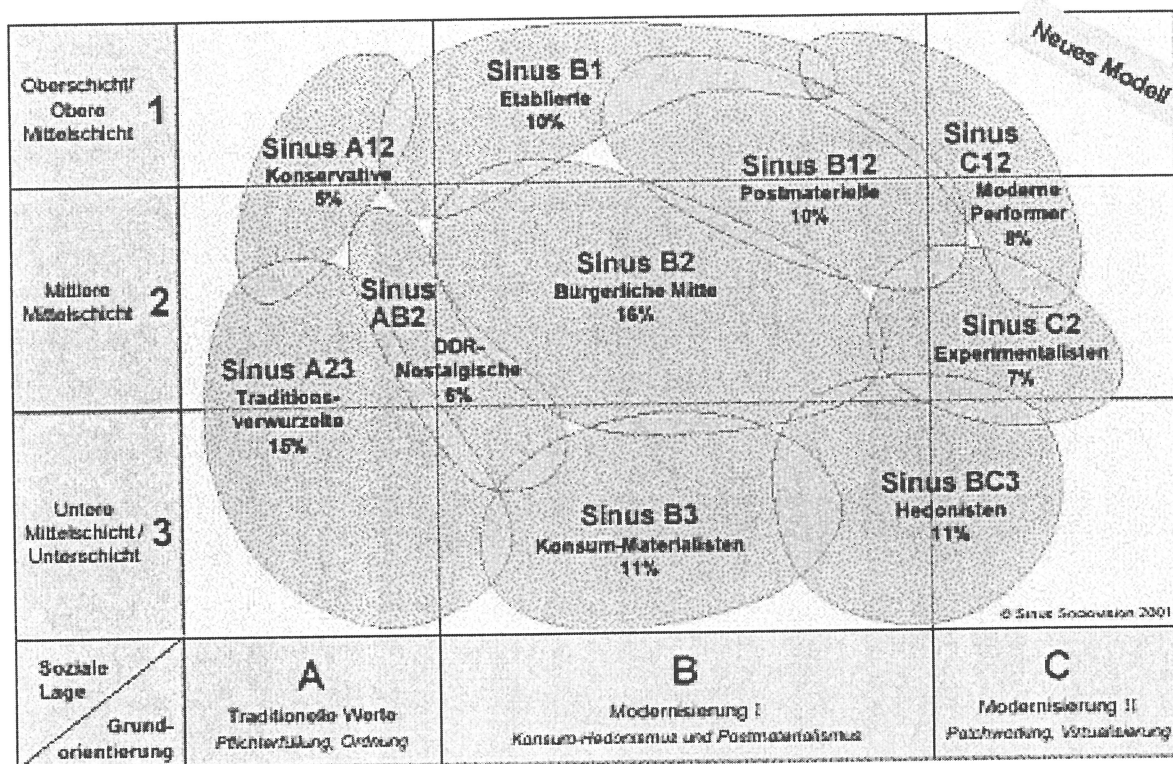 Neues Modell
Oberschicht/
Obere
Mittelschicht
1
Sinus B1
Etablierte
10%
Sinus A12
Konservative
5%
Sinus B12
Postmaterielle
10%
Sinus
C12
Moderne
Performer
8%
Mittlere
Mittelschicht
2
Sinus
AB2
DDR-
Nostalgische
6%
Sinus B2
Bürgerliche Mitte
16%
Sinus C2
Experimentalisten
7%
Sinus A23
Traditions-
verwurzelte
15%
Untere
Mittelschicht/
Unterschicht
3
Sinus B3
Konsum-Materialisten
11%
Sinus BC3
Hedonisten
11%
© Sinus Sociovision 2001
Soziale
Lage
Grund-
orientierung
A
Traditionelle Werte
Pflichterfüllung, Ordnung
B
Modernisierung I
Konsum-Hedonismus und Postmaterialismus
C
Modernisierung II
Patchworking, Virtualisierung